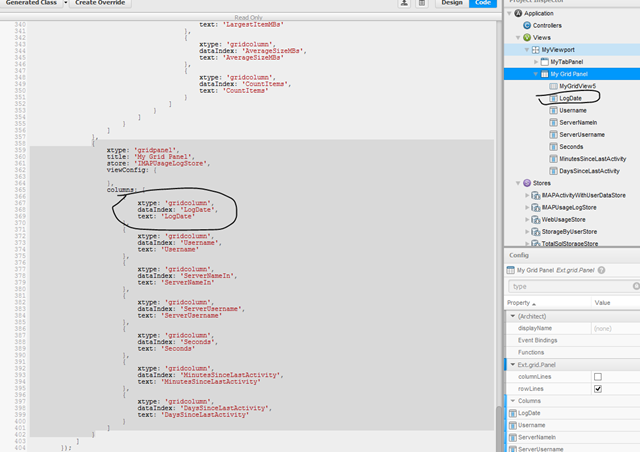 Generated Class
Create Override
Design
Code
Project Inspector
Read Only
340 text: 'LargestItemMBs'
341 },
342 {
343 xtype: 'gridcolumn',
344 dataIndex: 'AverageSizeMBs',
345 text: 'AverageSizeMBs'
346 },
347 {
348 xtype: 'gridcolumn',
349 dataIndex: 'CountItems',
350 text: 'CountItems'
351 }
352 ]
353 }
354 ]
355 }
356 ]
357 },
358 {
359 xtype: 'gridpanel',
360 title: 'My Grid Panel',
361 store: 'IMAPUsageLogStore',
362 viewConfig: {
363
364 },
365 columns: [
366 {
367 xtype: 'gridcolumn',
368 dataIndex: 'LogDate',
369 text: 'LogDate'
370 },
371 {
372 xtype: 'gridcolumn',
373 dataIndex: 'Username',
374 text: 'Username'
375 },
376 {
377 xtype: 'gridcolumn',
378 dataIndex: 'ServerNameIn',
379 text: 'ServerNameIn'
380 },
381 {
382 xtype: 'gridcolumn',
383 dataIndex: 'ServerUsername',
384 text: 'ServerUsername'
385 },
386 {
387 xtype: 'gridcolumn',
388 dataIndex: 'Seconds',
389 text: 'Seconds'
390 },
391 {
392 xtype: 'gridcolumn',
393 dataIndex: 'MinutesSinceLastActivity',
394 text: 'MinutesSinceLastActivity'
395 },
396 {
397 xtype: 'gridcolumn',
398 dataIndex: 'DaysSinceLastActivity',
399 text: 'DaysSinceLastActivity'
400 }
401 ]
402 }
403 ]
404 });
Application
Controllers
Views
MyViewport
MyTabPanel
My Grid Panel
MyGridView5
LogDate
Username
ServerNameIn
ServerUsername
Seconds
MinutesSinceLastActivity
DaysSinceLastActivity
Stores
IMAPActivityWithUserDataStore
IMAPUsageLogStore
WebUsageStore
StorageByUserStore
TotalSqlStorageStore
Config
My Grid Panel Ext.grid.Panel
type
Property Value
(Architect)
displayName (none)
Event Bindings
Functions
Ext.grid.Panel
columnLines
rowLines
Columns
LogDate
Username
ServerNameIn
ServerUsername